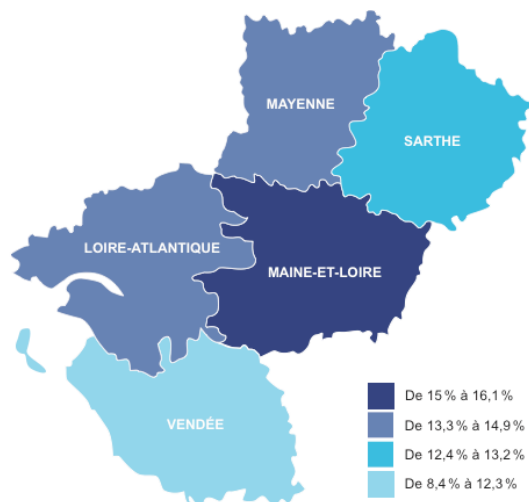 MAYENNE
SARTHE
LOIRE-ATLANTIQUE
MAINE-ET-LOIRE
VENDÉE
De 15 % à 16,1 %
De 13,3 % à 14,9 %
De 12,4 % à 13,2 %
De 8,4 % à 12,3 %